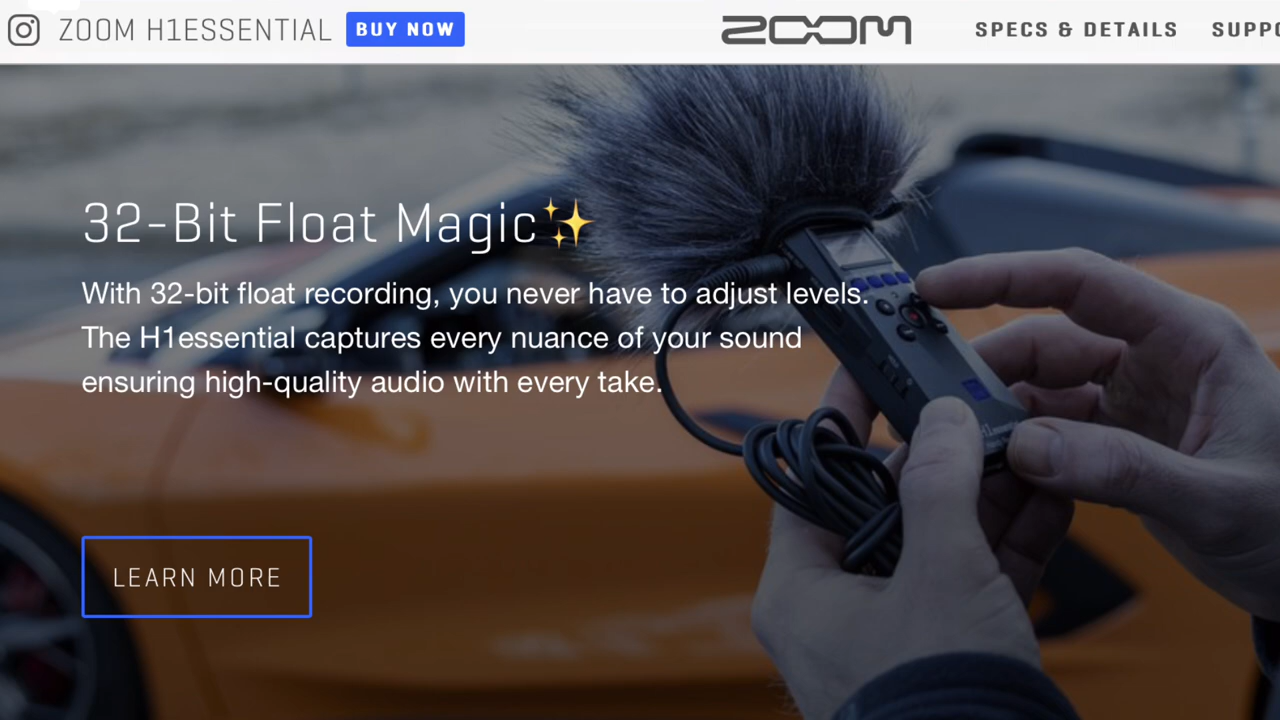 ZOOM H1ESSENTIAL
BUY NOW
ZOOM
SPECS & DETAILS
SUPPO
32-Bit Float Magic✨
With 32-bit float recording, you never have to adjust levels.
The H1essential captures every nuance of your sound
ensuring high-quality audio with every take.
LEARN MORE